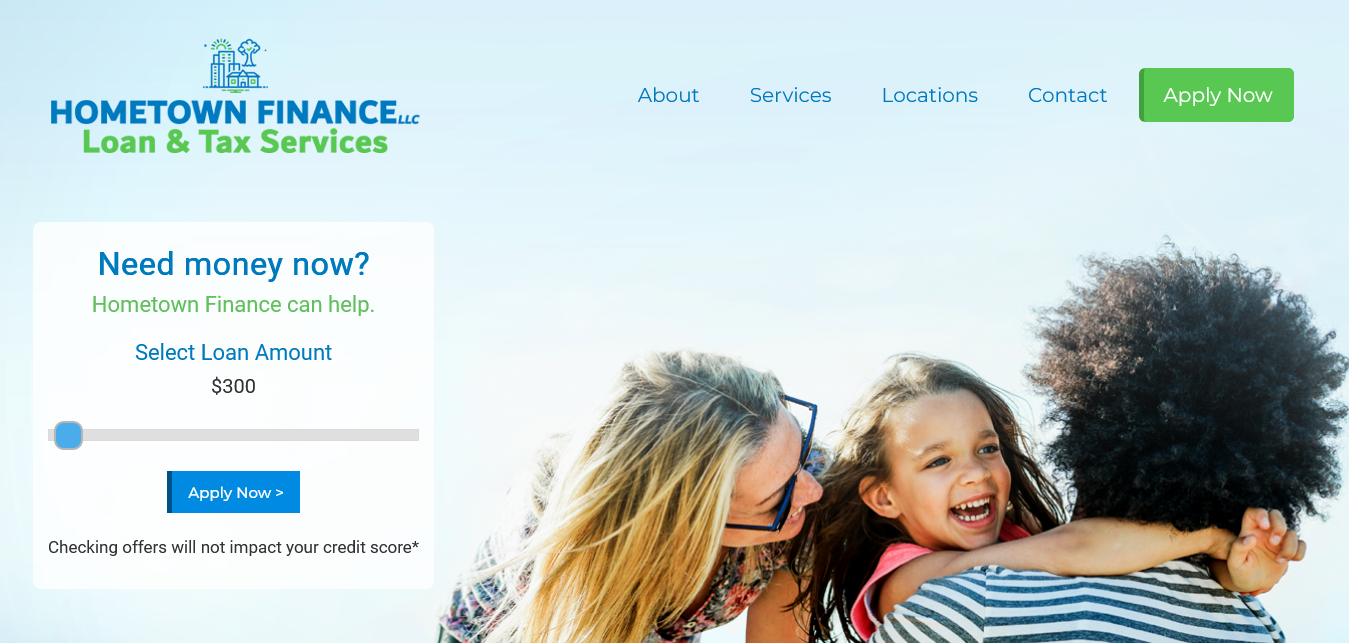 HOMETOWN FINANCE LLC
Loan & Tax Services
About Services Locations Contact Apply Now
Need money now?
Hometown Finance can help.
Select Loan Amount
$300
Apply Now >
Checking offers will not impact your credit score*